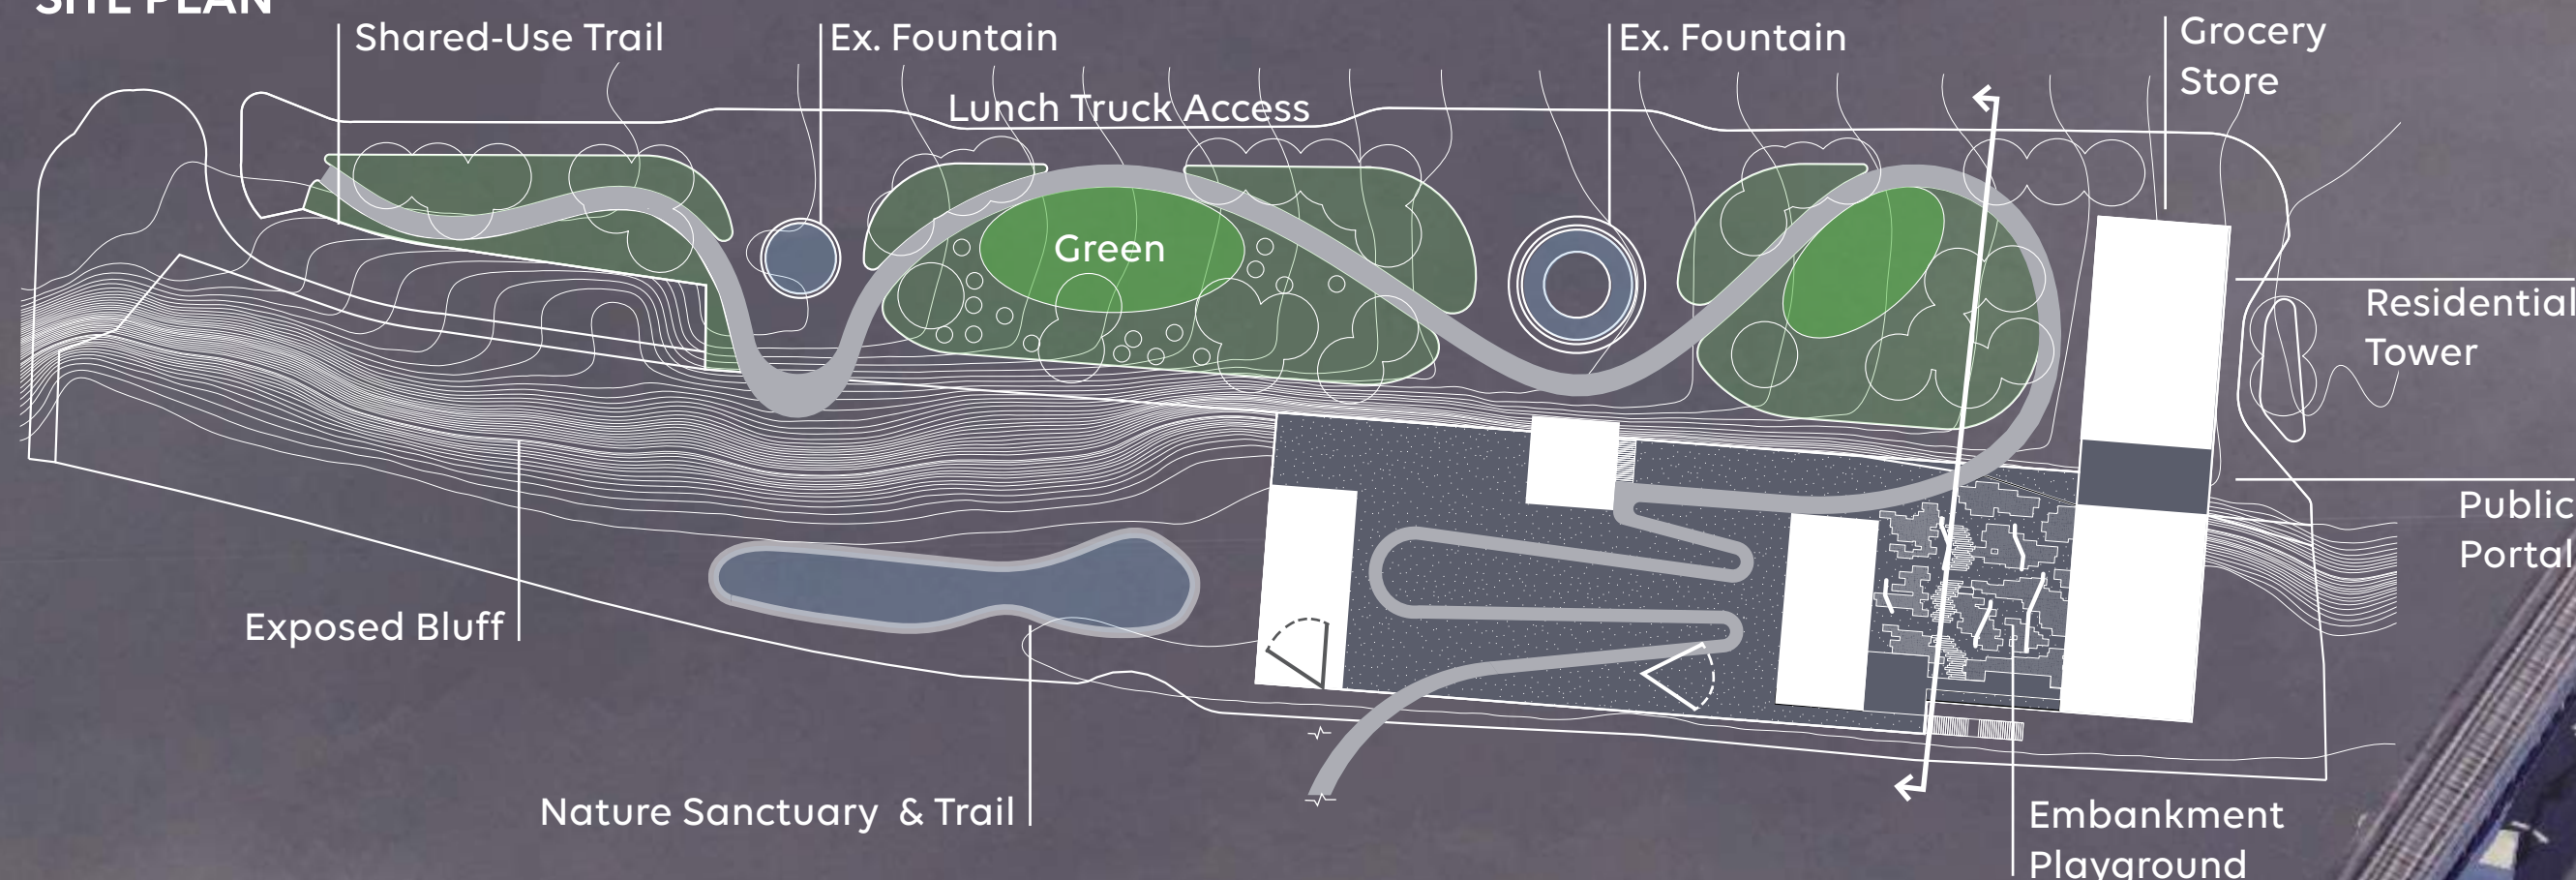 SITE PLAN
Shared-Use Trail
Ex. Fountain
Ex. Fountain
Grocery
Store
Lunch Truck Access
Green
Residential
Tower
Public
Portal
Exposed Bluff
Nature Sanctuary & Trail
Embankment
Playground